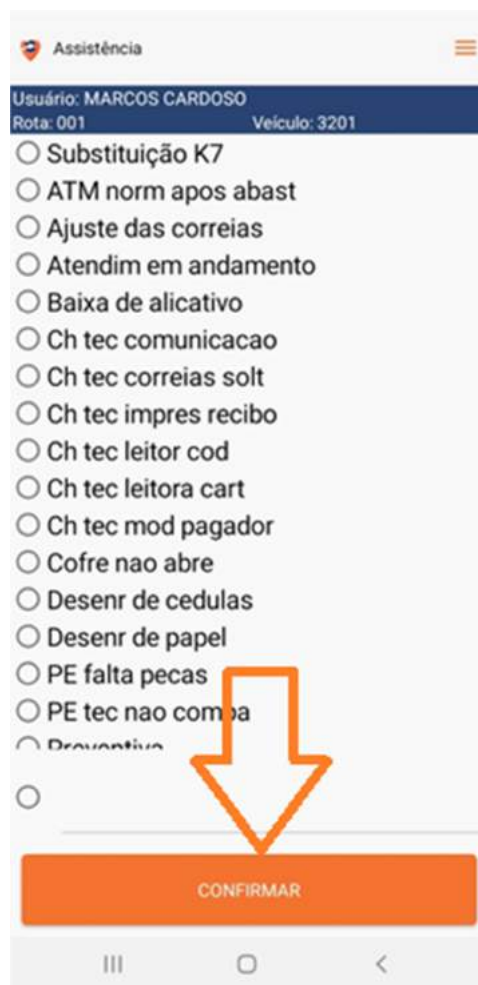 Assistência
Usuário: MARCOS CARDOSO
Rota: 001 Veículo: 3201
Substituição K7
ATM norm apos abast
Ajuste das correias
Atendim em andamento
Baixa de alicativo
Ch tec comunicacao
Ch tec correias solt
Ch tec impres recibo
Ch tec leitor cod
Ch tec leitora cart
Ch tec mod pagador
Cofre nao abre
Desenr de cedulas
Desenr de papel
PE falta pecas
PE tec nao compa
Preventiva
CONFIRMAR